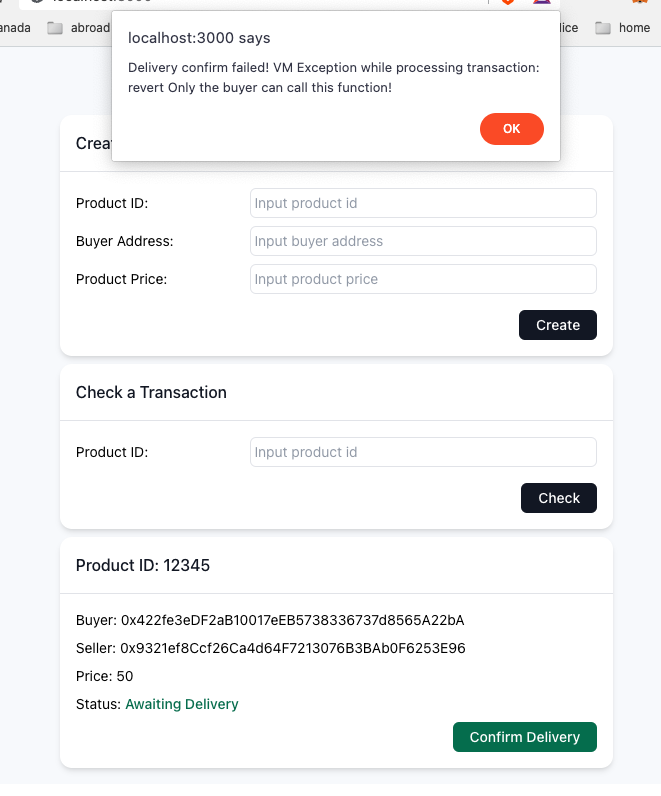 anada
abroad
lice
home
localhost:3000 says
Delivery confirm failed! VM Exception while processing transaction:
revert Only the buyer can call this function!
OK
Crea
Product ID:
Input product id
Buyer Address:
Input buyer address
Product Price:
Input product price
Create
Check a Transaction
Product ID:
Input product id
Check
Product ID: 12345
Buyer: 0x422fe3eDF2aB10017eEB5738336737d8565A22bA
Seller: 0x9321ef8Ccf26Ca4d64F7213076B3BAb0F6253E96
Price: 50
Status: Awaiting Delivery
Confirm Delivery